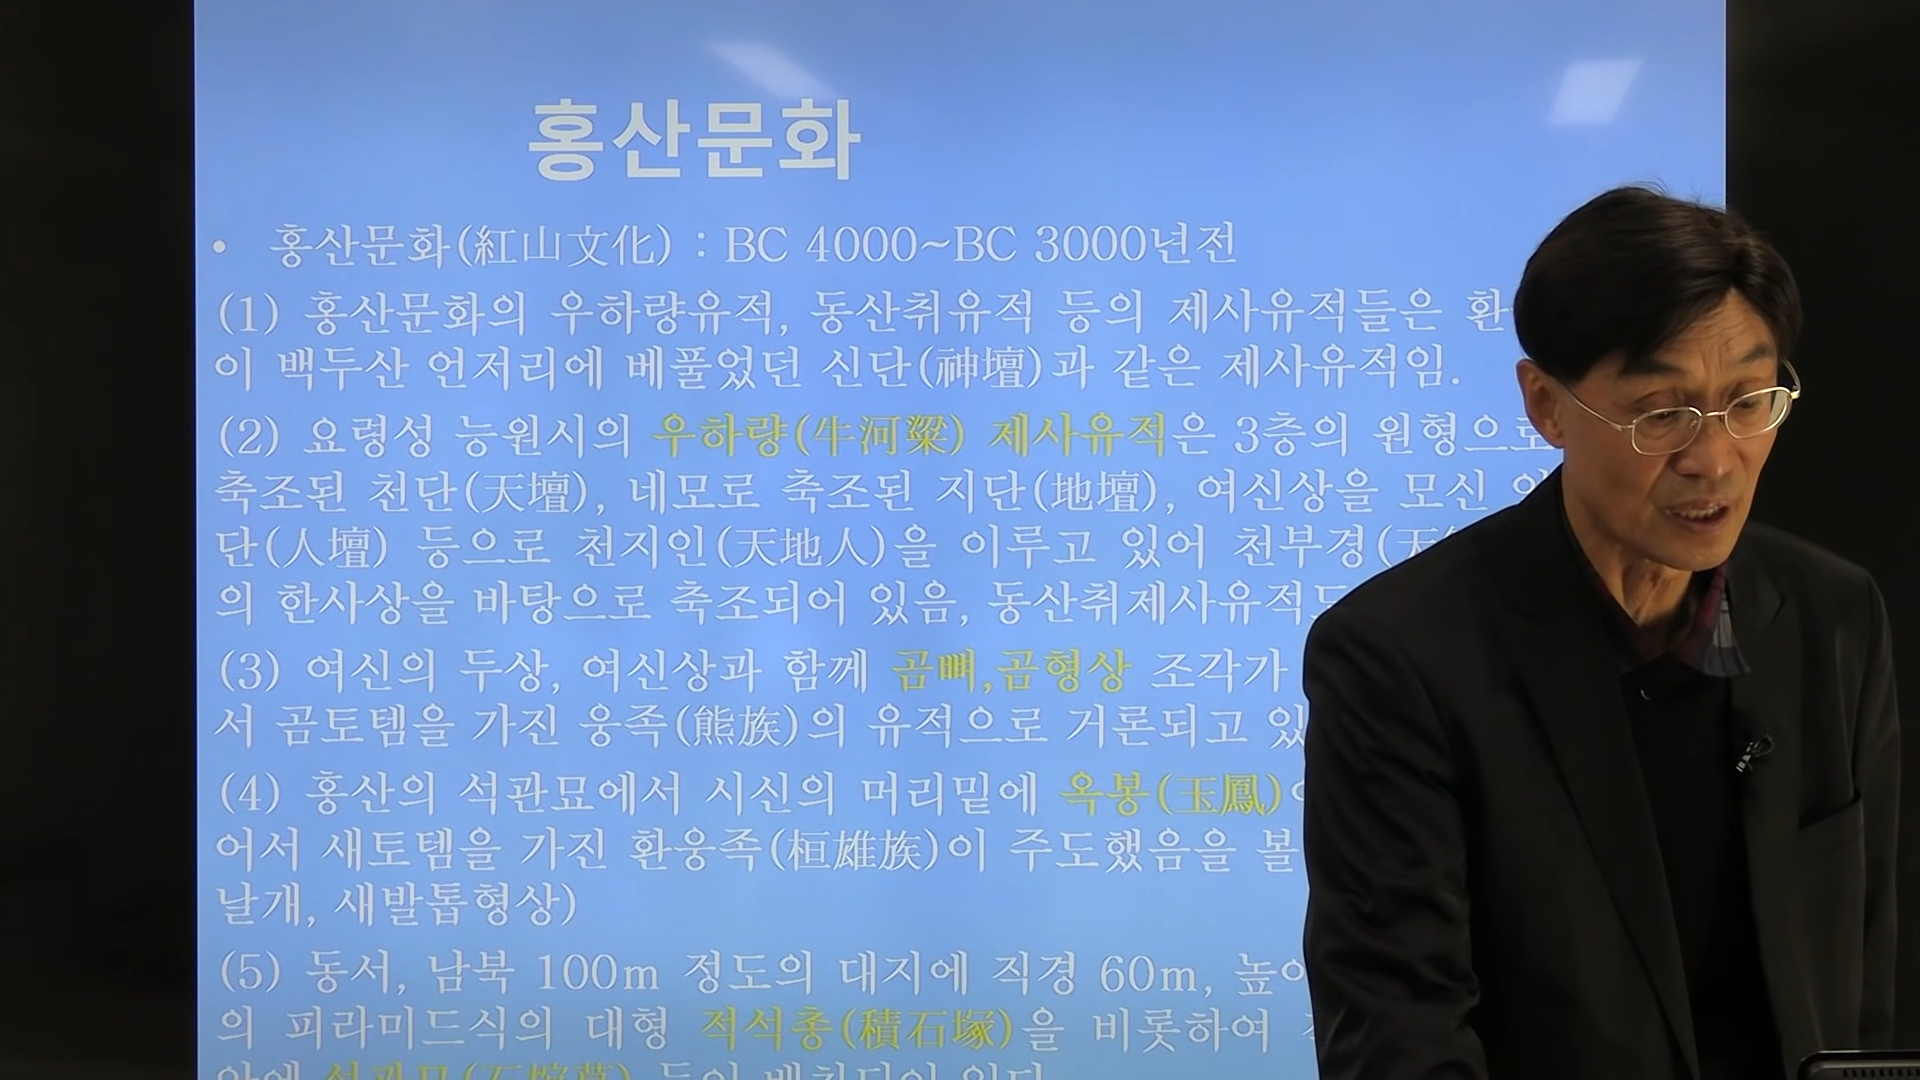 홍산문화
• 홍산문화(紅山文化) : BC 4000~BC 3000년전
(1) 홍산문화의 우하량유적, 동산취유적 등의 제사유적들은 환
이 백두산 언저리에 베풀었던 신단(神壇)과 같은 제사유적임.
(2) 요령성 능원시의 우하량(牛河粱) 제사유적은 3층의 원형으로
축조된 천단(天壇), 네모로 축조된 지단(地壇), 여신상을 모신
단(人壇) 등으로 천지인(天地人)을 이루고 있어 천부경(天
의 한사상을 바탕으로 축조되어 있음, 동산취제사유적도
(3) 여신의 두상, 여신상과 함께 곰뼈,곰형상 조각가
서 곰토템을 가진 웅족(熊族)의 유적으로 거론되고 있
(4) 홍산의 석관묘에서 시신의 머리밑에 옥봉(玉鳳)
어서 새토템을 가진 환웅족(桓雄族)이 주도했음을 볼
날개, 새발톱형상)
(5) 동서, 남북 100m 정도의 대지에 직경 60m, 높이
의 피라미드식의 대형 적석총(積石塚)을 비롯하여